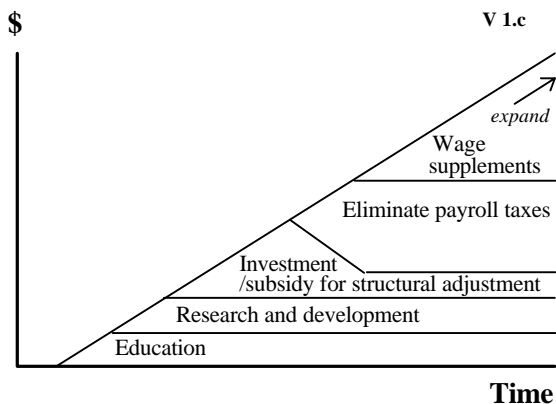 $
V 1.c
expand
Wage
supplements
Eliminate payroll taxes
Investment
/subsidy for structural adjustment
Research and development
Education
Time